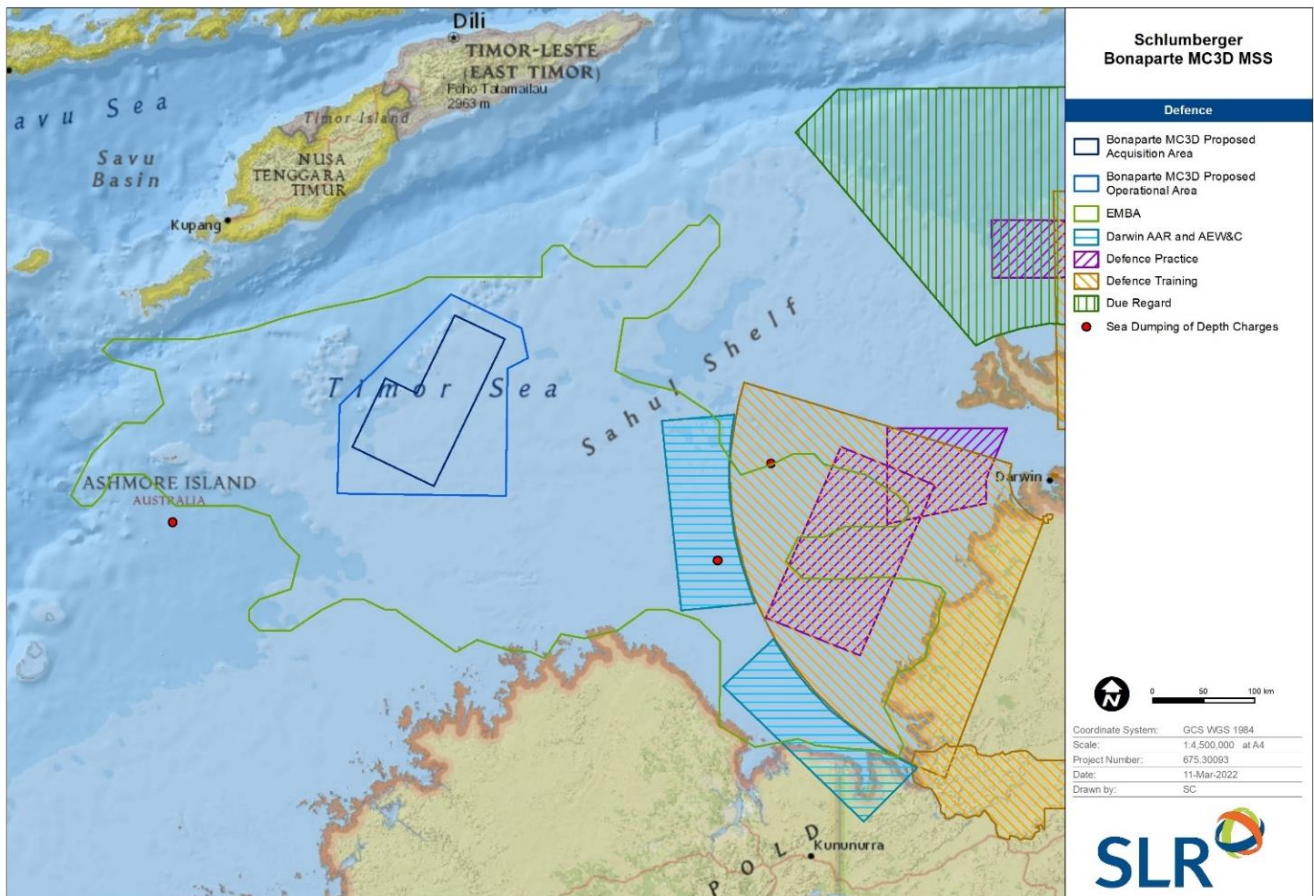 Dili
TIMOR-LESTE
(EAST TIMOR)
Foho Tatamailau
2963 m
Timor Island
avu Sea
Savu
Basin
NUSA
TENGGARA
TIMUR
Kupang
Timor Sea
Sahul Shelf
ASHMORE ISLAND
AUSTRALIA
Darwin
POLD
Kununurra
Schlumberger
Bonaparte MC3D MSS
Defence
Bonaparte MC3D Proposed
Acquisition Area
Bonaparte MC3D Proposed
Operational Area
EMBA
Darwin AAR and AEW&C
Defence Practice
Defence Training
Due Regard
Sea Dumping of Depth Charges
N
0 50 100 km
Coordinate System: GCS WGS 1984
Scale: 1:4,500,000 at A4
Project Number: 675.30093
Date: 11-Mar-2022
Drawn by: SC
SLR